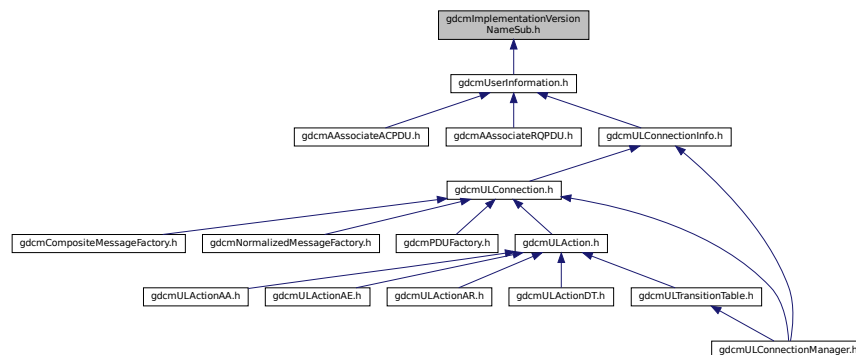 gdcmImplementationVersion
NameSub.h
gdcmUserInformation.h
gdcmAAssociateACPDU.h
gdcmAAssociateRQPDU.h
gdcmULConnectionInfo.h
gdcmULConnection.h
gdcmCompositeMessageFactory.h
gdcmNormalizedMessageFactory.h
gdcmPDUFactory.h
gdcmULAction.h
gdcmULActionAA.h
gdcmULActionAE.h
gdcmULActionAR.h
gdcmULActionDT.h
gdcmULTransitionTable.h
gdcmULConnectionManager.h